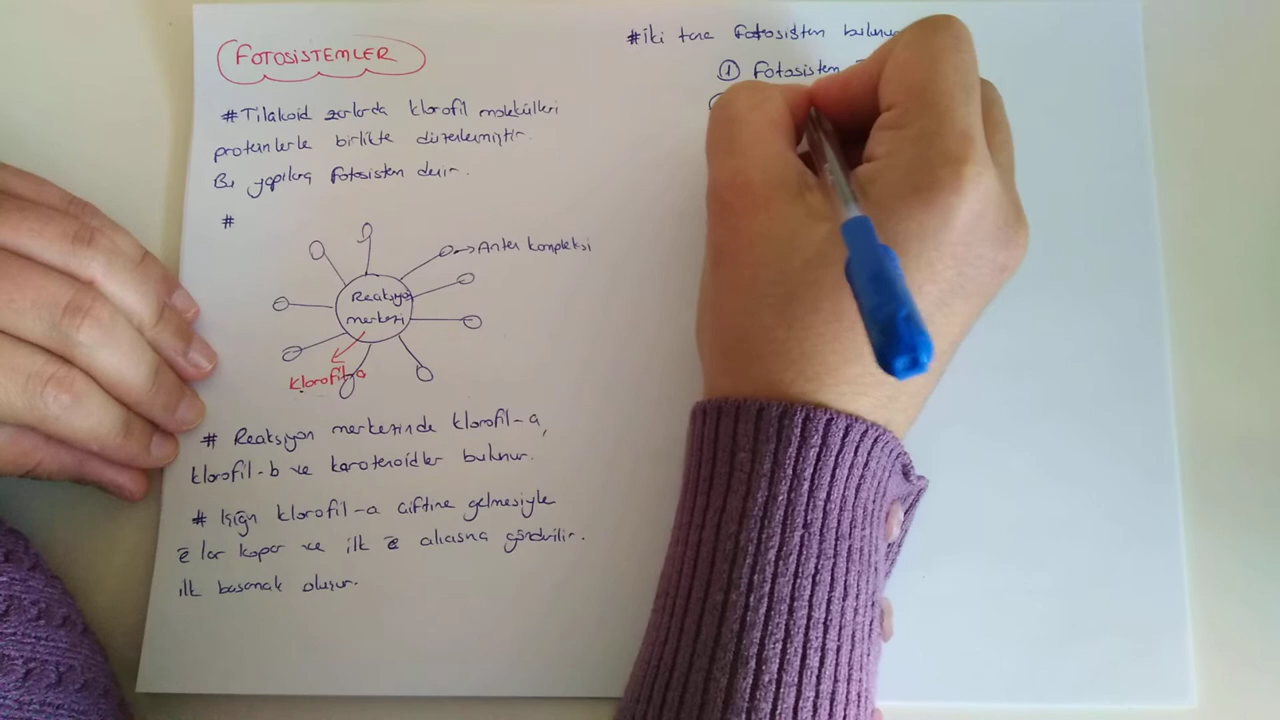 FOTOSİSTEMLER
#Tilakoid zarlarda klorofil molekülleri
proteinlerle birlikte düzenlenmiştir.
Bu yapılara fotosistem denir.
#
Anten kompleksi
Reaksiyon
merkezi
Klorofil-a
# Reaksiyon merkezinde klorofil-a,
klorofil-b ve karotenoidler bulunur.
# Işığın klorofil-a çiftine gelmesiyle
ē lar kopar ve ilk ē alıcısına gönderilir.
ilk basamak oluşur.
#İki tane fotosistem
① Fotosistem